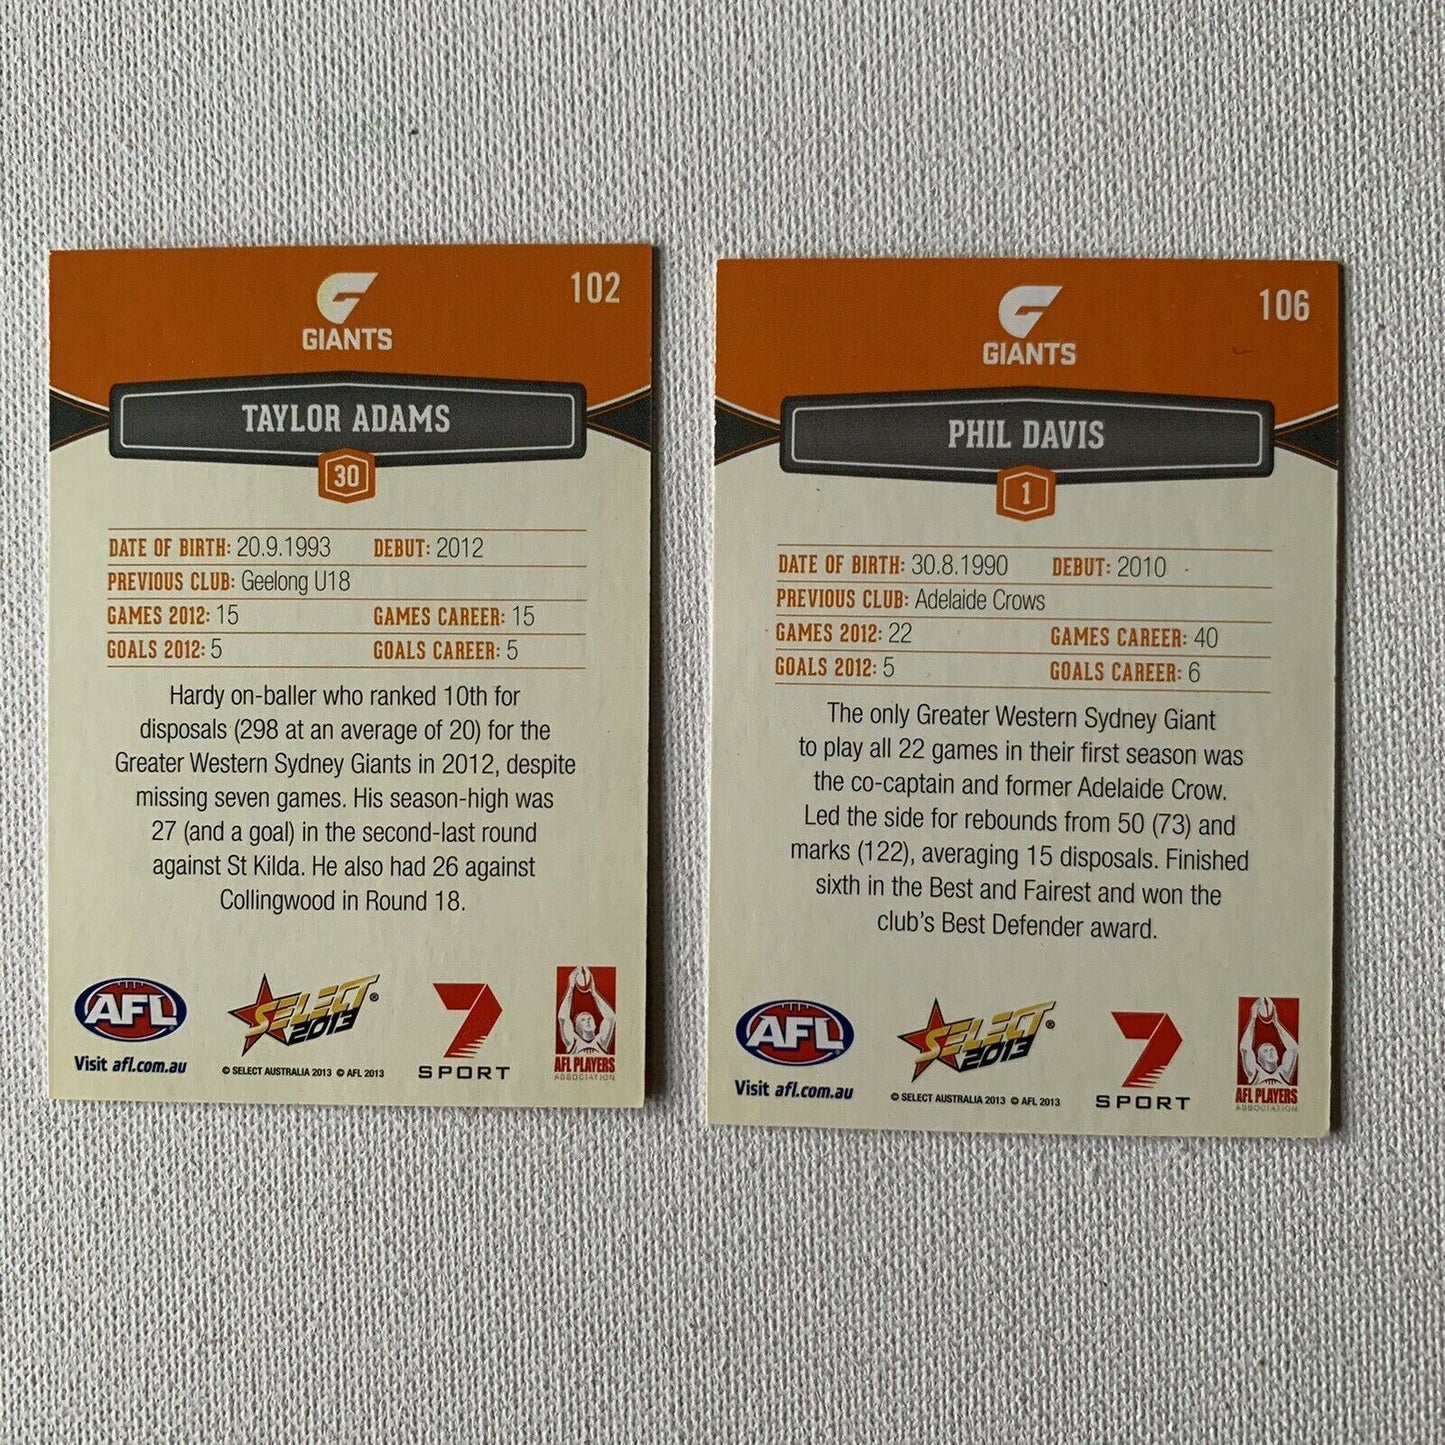 102
GIANTS
TAYLOR ADAMS
30
DATE OF BIRTH: 20.9.1993 DEBUT: 2012
PREVIOUS CLUB: Geelong U18
GAMES 2012: 15 GAMES CAREER: 15
GOALS 2012: 5 GOALS CAREER: 5
Hardy on-baller who ranked 10th for
disposals (298 at an average of 20) for the
Greater Western Sydney Giants in 2012, despite
missing seven games. His season-high was
27 (and a goal) in the second-last round
against St Kilda. He also had 26 against
Collingwood in Round 18.
AFL
Visit afl.com.au
SELECT ®
2013
© SELECT AUSTRALIA 2013 © AFL 2013
7
SPORT
AFL PLAYERS
ASSOCIATION
106
GIANTS
PHIL DAVIS
1
DATE OF BIRTH: 30.8.1990 DEBUT: 2010
PREVIOUS CLUB: Adelaide Crows
GAMES 2012: 22 GAMES CAREER: 40
GOALS 2012: 5 GOALS CAREER: 6
The only Greater Western Sydney Giant
to play all 22 games in their first season was
the co-captain and former Adelaide Crow.
Led the side for rebounds from 50 (73) and
marks (122), averaging 15 disposals. Finished
sixth in the Best and Fairest and won the
club's Best Defender award.
AFL
Visit afl.com.au
SELECT ®
2013
© SELECT AUSTRALIA 2013 © AFL 2013
7
SPORT
AFL PLAYERS
ASSOCIATION